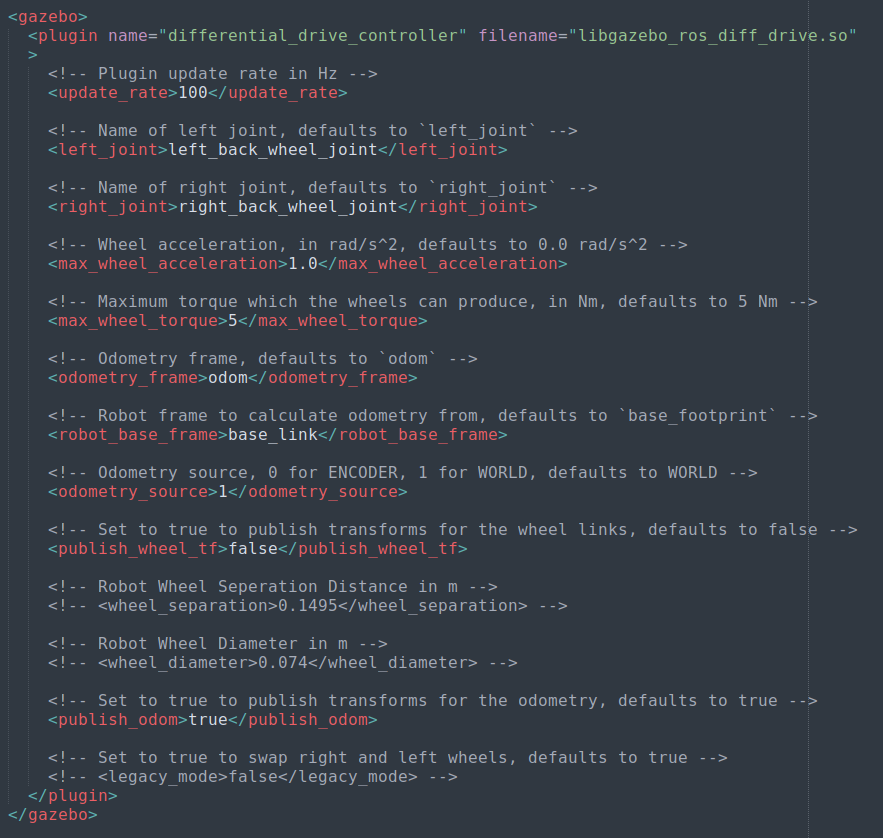 <gazebo>
<plugin name="differential_drive_controller" filename="libgazebo_ros_diff_drive.so"
>
<!-- Plugin update rate in Hz -->
<update_rate>100</update_rate>
<!-- Name of left joint, defaults to `left_joint` -->
<left_joint>left_back_wheel_joint</left_joint>
<!-- Name of right joint, defaults to `right_joint` -->
<right_joint>right_back_wheel_joint</right_joint>
<!-- Wheel acceleration, in rad/s^2, defaults to 0.0 rad/s^2 -->
<max_wheel_acceleration>1.0</max_wheel_acceleration>
<!-- Maximum torque which the wheels can produce, in Nm, defaults to 5 Nm -->
<max_wheel_torque>5</max_wheel_torque>
<!-- Odometry frame, defaults to `odom` -->
<odometry_frame>odom</odometry_frame>
<!-- Robot frame to calculate odometry from, defaults to `base_footprint` -->
<robot_base_frame>base_link</robot_base_frame>
<!-- Odometry source, 0 for ENCODER, 1 for WORLD, defaults to WORLD -->
<odometry_source>1</odometry_source>
<!-- Set to true to publish transforms for the wheel links, defaults to false -->
<publish_wheel_tf>false</publish_wheel_tf>
<!-- Robot Wheel Seperation Distance in m -->
<!-- <wheel_separation>0.1495</wheel_separation> -->
<!-- Robot Wheel Diameter in m -->
<!-- <wheel_diameter>0.074</wheel_diameter> -->
<!-- Set to true to publish transforms for the odometry, defaults to true -->
<publish_odom>true</publish_odom>
<!-- Set to true to swap right and left wheels, defaults to true -->
<!-- <legacy_mode>false</legacy_mode> -->
</plugin>
</gazebo>